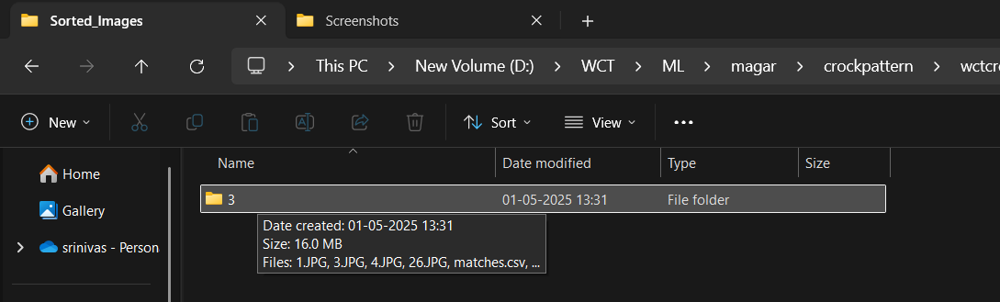 Sorted_Images
Screenshots
This PC > New Volume (D:) > WCT > ML > magar > crockpattern > wctcr
New
Sort
View
Name
Date modified
Type
Size
Home
Gallery
srinivas - Person
3
01-05-2025 13:31
File folder
Date created: 01-05-2025 13:31
Size: 16.0 MB
Files: 1.JPG, 3.JPG, 4.JPG, 26.JPG, matches.csv, ...